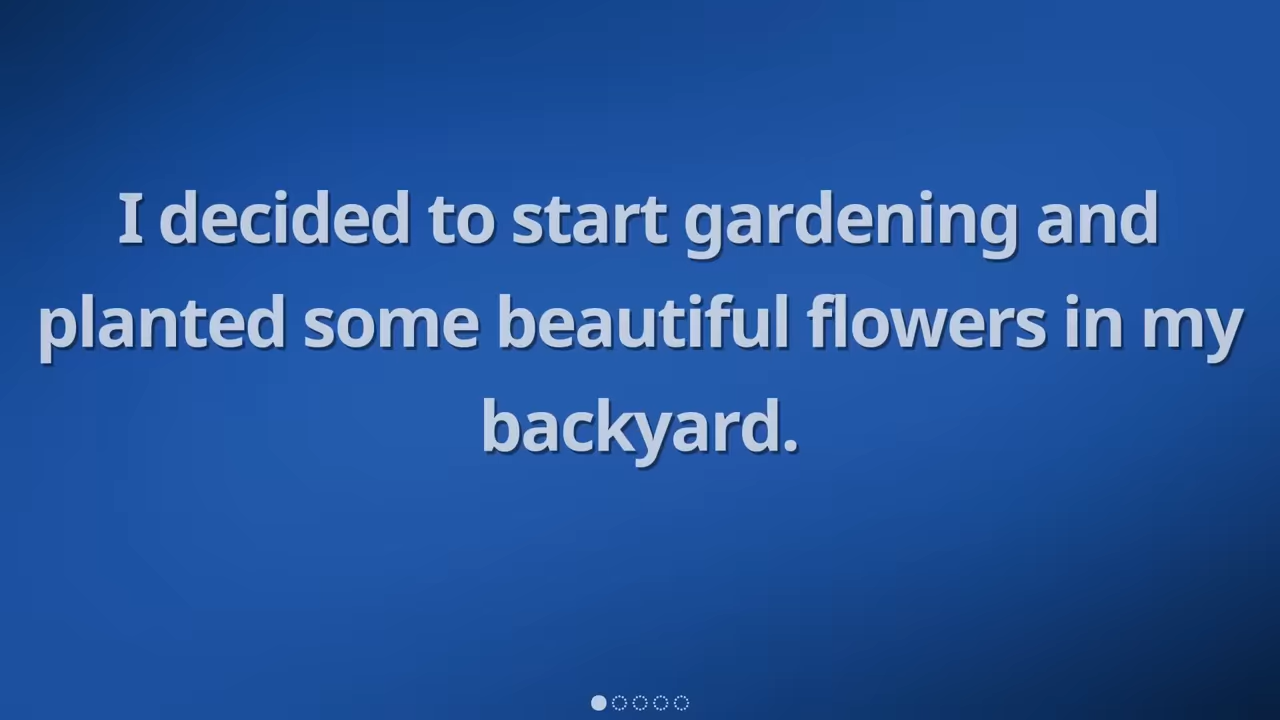 I decided to start gardening and
planted some beautiful flowers in my
backyard.